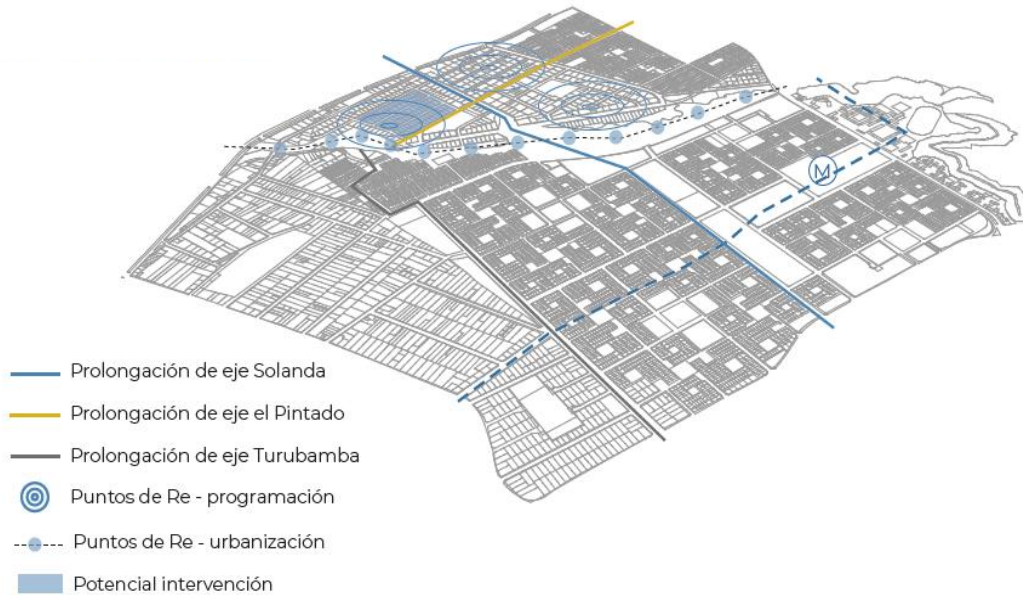 M
Prolongación de eje Solanda
Prolongación de eje el Pintado
Prolongación de eje Turubamba
Puntos de Re - programación
Puntos de Re - urbanización
Potencial intervención